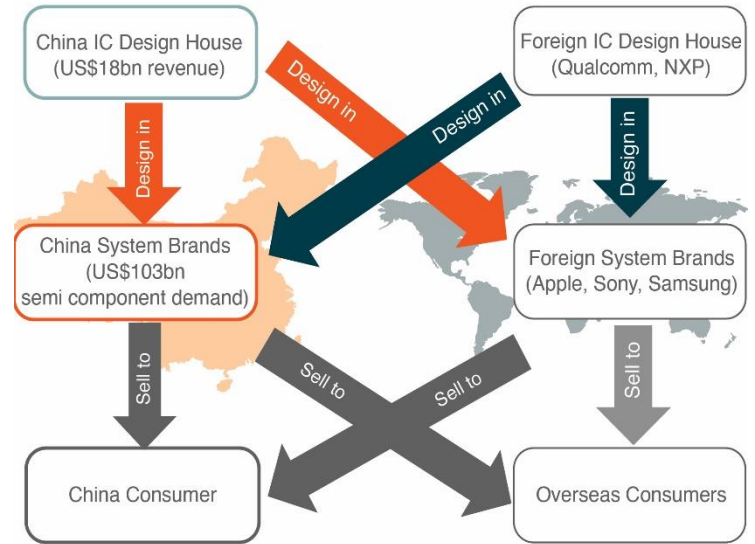 China IC Design House
(US$18bn revenue)
Foreign IC Design House
(Qualcomm, NXP)
Design in
Design in
Design in
Design in
China System Brands
(US$103bn
semi component demand)
Foreign System Brands
(Apple, Sony, Samsung)
Sell to
Sell to
Sell to
Sell to
China Consumer
Overseas Consumers